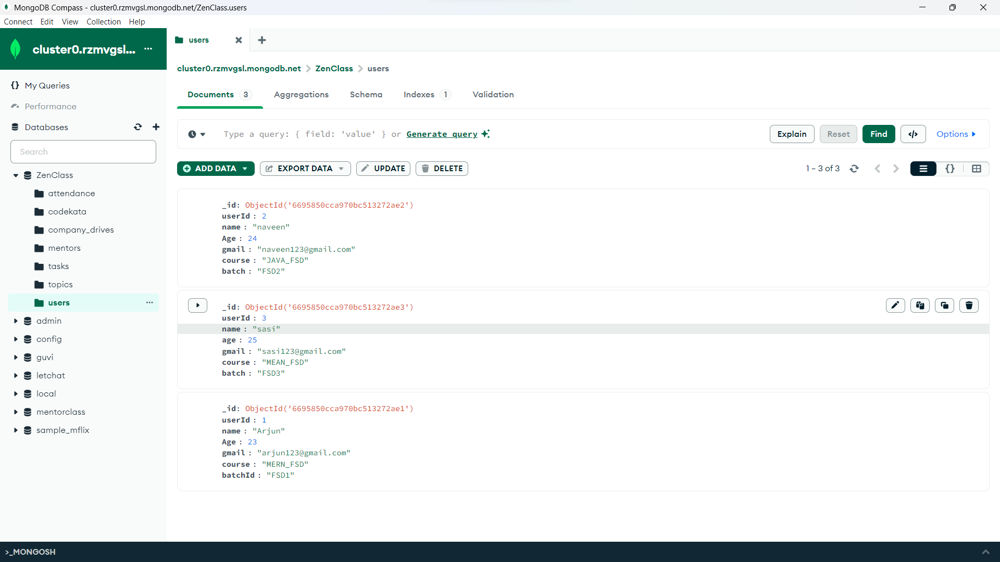 MongoDB Compass - cluster0.rzmvgsl.mongodb.net/ZenClass.users
Connect Edit View Collection Help
cluster0.rzmvgsl...
users
cluster0.rzmvgsl.mongodb.net > ZenClass > users
{} My Queries
Performance
Databases
Search
ZenClass
attendance
codekata
company_drives
mentors
tasks
topics
users
admin
config
guvi
letchat
local
mentorclass
sample_mflix
Documents 3 Aggregations Schema Indexes 1 Validation
Type a query: { field: 'value' } or Generate query
Explain Reset Find </> Options
ADD DATA EXPORT DATA UPDATE DELETE
1 – 3 of 3 {}
_id: ObjectId('6695850cca970bc513272ae2')
userId : 2
name : "naveen"
Age : 24
gmail : "naveen123@gmail.com"
course : "JAVA_FSD"
batch : "FSD2"
_id: ObjectId('6695850cca970bc513272ae3')
userId : 3
name : "sasi"
age : 25
gmail : "sasi123@gmail.com"
course : "MEAN_FSD"
batch : "FSD3"
_id: ObjectId('6695850cca970bc513272ae1')
userId : 1
name : "Arjun"
Age : 23
gmail : "arjun123@gmail.com"
course : "MERN_FSD"
batchId : "FSD1"
>_MONGOSH